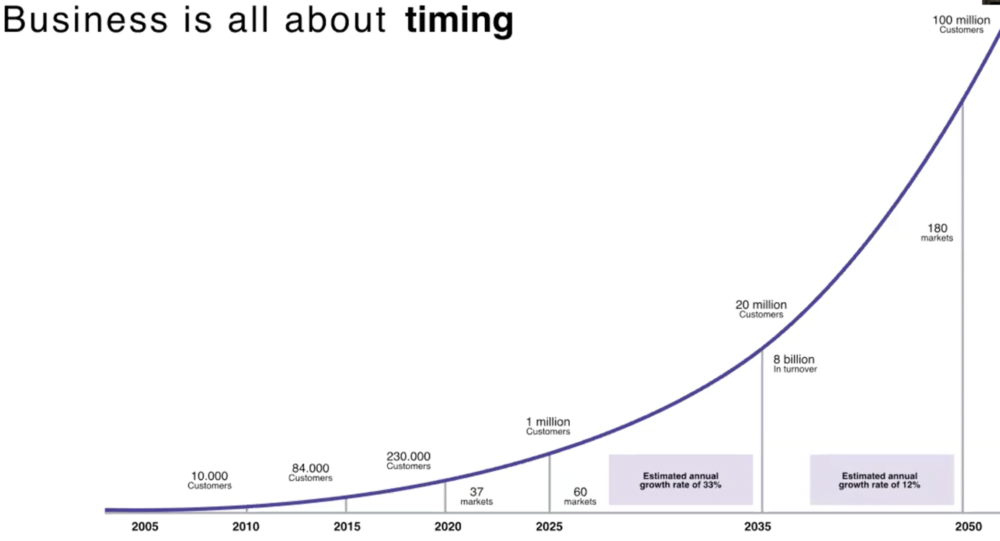 Business is all about timing
100 million
Customers
180
markets
20 million
Customers
8 billion
In turnover
1 million
Customers
230.000
Customers
84.000
Customers
10.000
Customers
37
markets
60
markets
Estimated annual
growth rate of 33%
Estimated annual
growth rate of 12%
2005
2010
2015
2020
2025
2035
2050